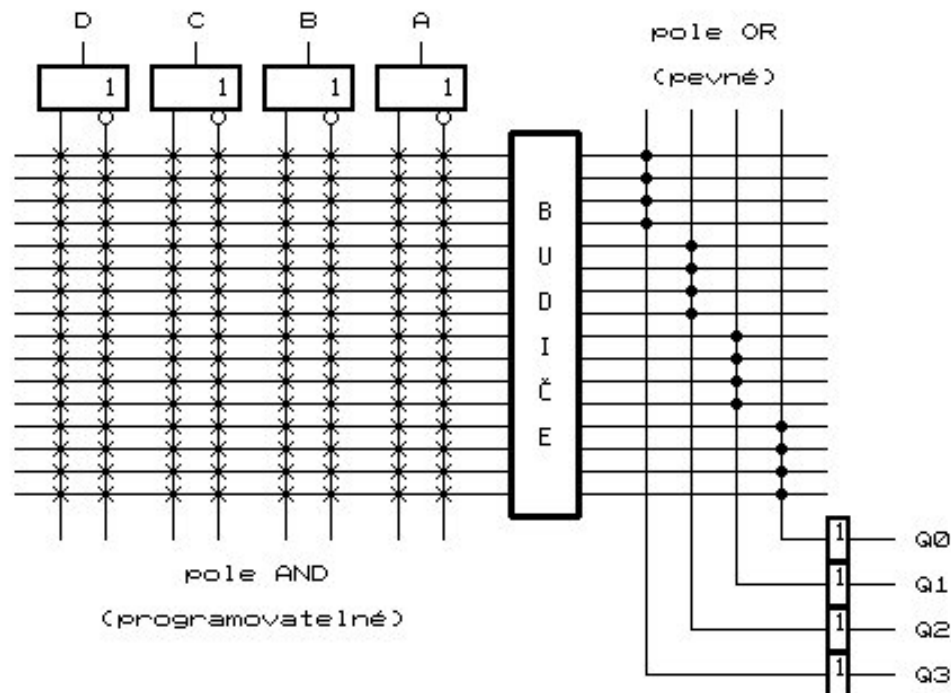 D C B A
pole OR
(pevné)
1 1 1 1
B
U
D
I
Č
E
1 Q0
pole AND
1 Q1
(programovatelné)
1 Q2
1 Q3